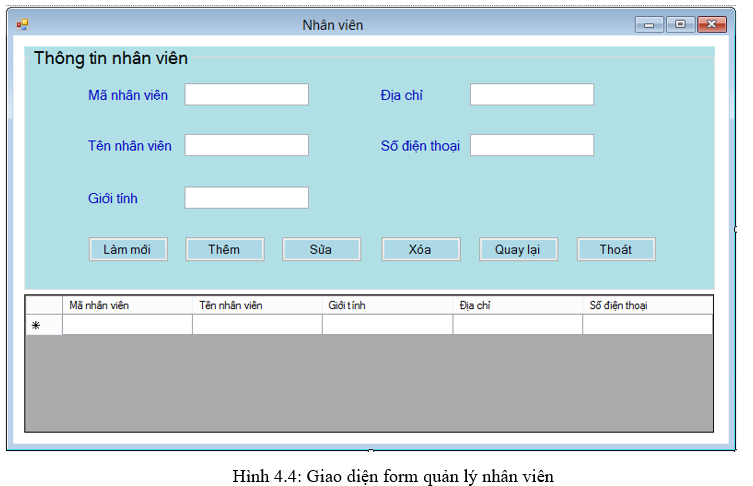 Nhân viên
Thông tin nhân viên
Mã nhân viên Địa chỉ
Tên nhân viên Số điện thoại
Giới tính
Làm mới Thêm Sửa Xóa Quay lại Thoát
Mã nhân viên Tên nhân viên Giới tính Địa chỉ Số điện thoại
Hình 4.4: Giao diện form quản lý nhân viên